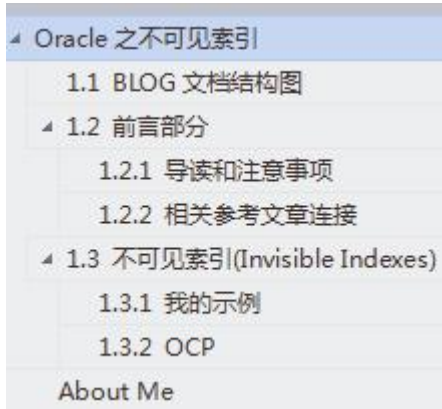 Oracle 之不可见索引
1.1 BLOG 文档结构图
1.2 前言部分
1.2.1 导读和注意事项
1.2.2 相关参考文章连接
1.3 不可见索引(Invisible Indexes)
1.3.1 我的示例
1.3.2 OCP
About Me